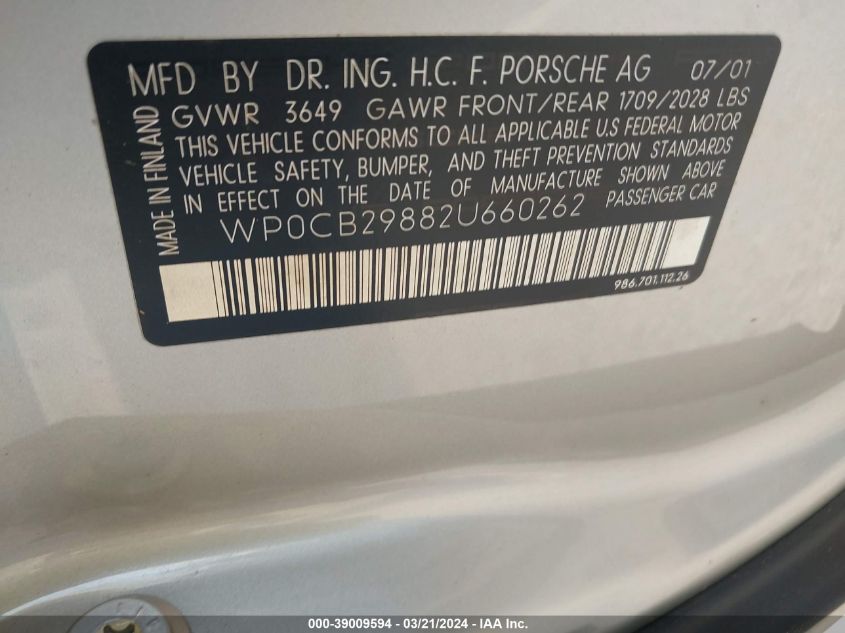 MFD BY DR. ING. H.C. F. PORSCHE AG 07/01
GVWR 3649 GAWR FRONT/REAR 1709/2028 LBS
THIS VEHICLE CONFORMS TO ALL APPLICABLE U.S FEDERAL MOTOR
VEHICLE SAFETY, BUMPER, AND THEFT PREVENTION STANDARDS
IN EFFECT ON THE DATE OF MANUFACTURE SHOWN ABOVE
WP0CB29882U660262 PASSENGER CAR
MADE IN FINLAND
986.701.112.26
000-39009594 - 03/21/2024 - IAA Inc.